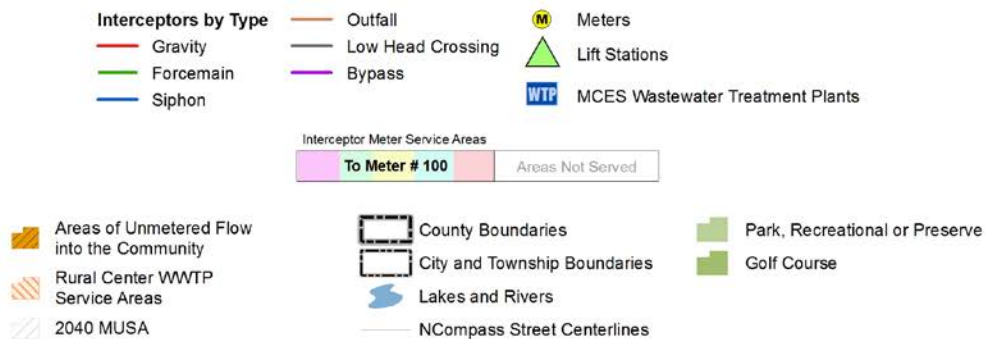 Interceptors by Type
Gravity
Forcemain
Siphon
Outfall
Low Head Crossing
Bypass
M Meters
Lift Stations
WTP MCES Wastewater Treatment Plants
Interceptor Meter Service Areas
To Meter # 100
Areas Not Served
Areas of Unmetered Flow
into the Community
Rural Center WWTP
Service Areas
2040 MUSA
County Boundaries
City and Township Boundaries
Lakes and Rivers
NCompass Street Centerlines
Park, Recreational or Preserve
Golf Course